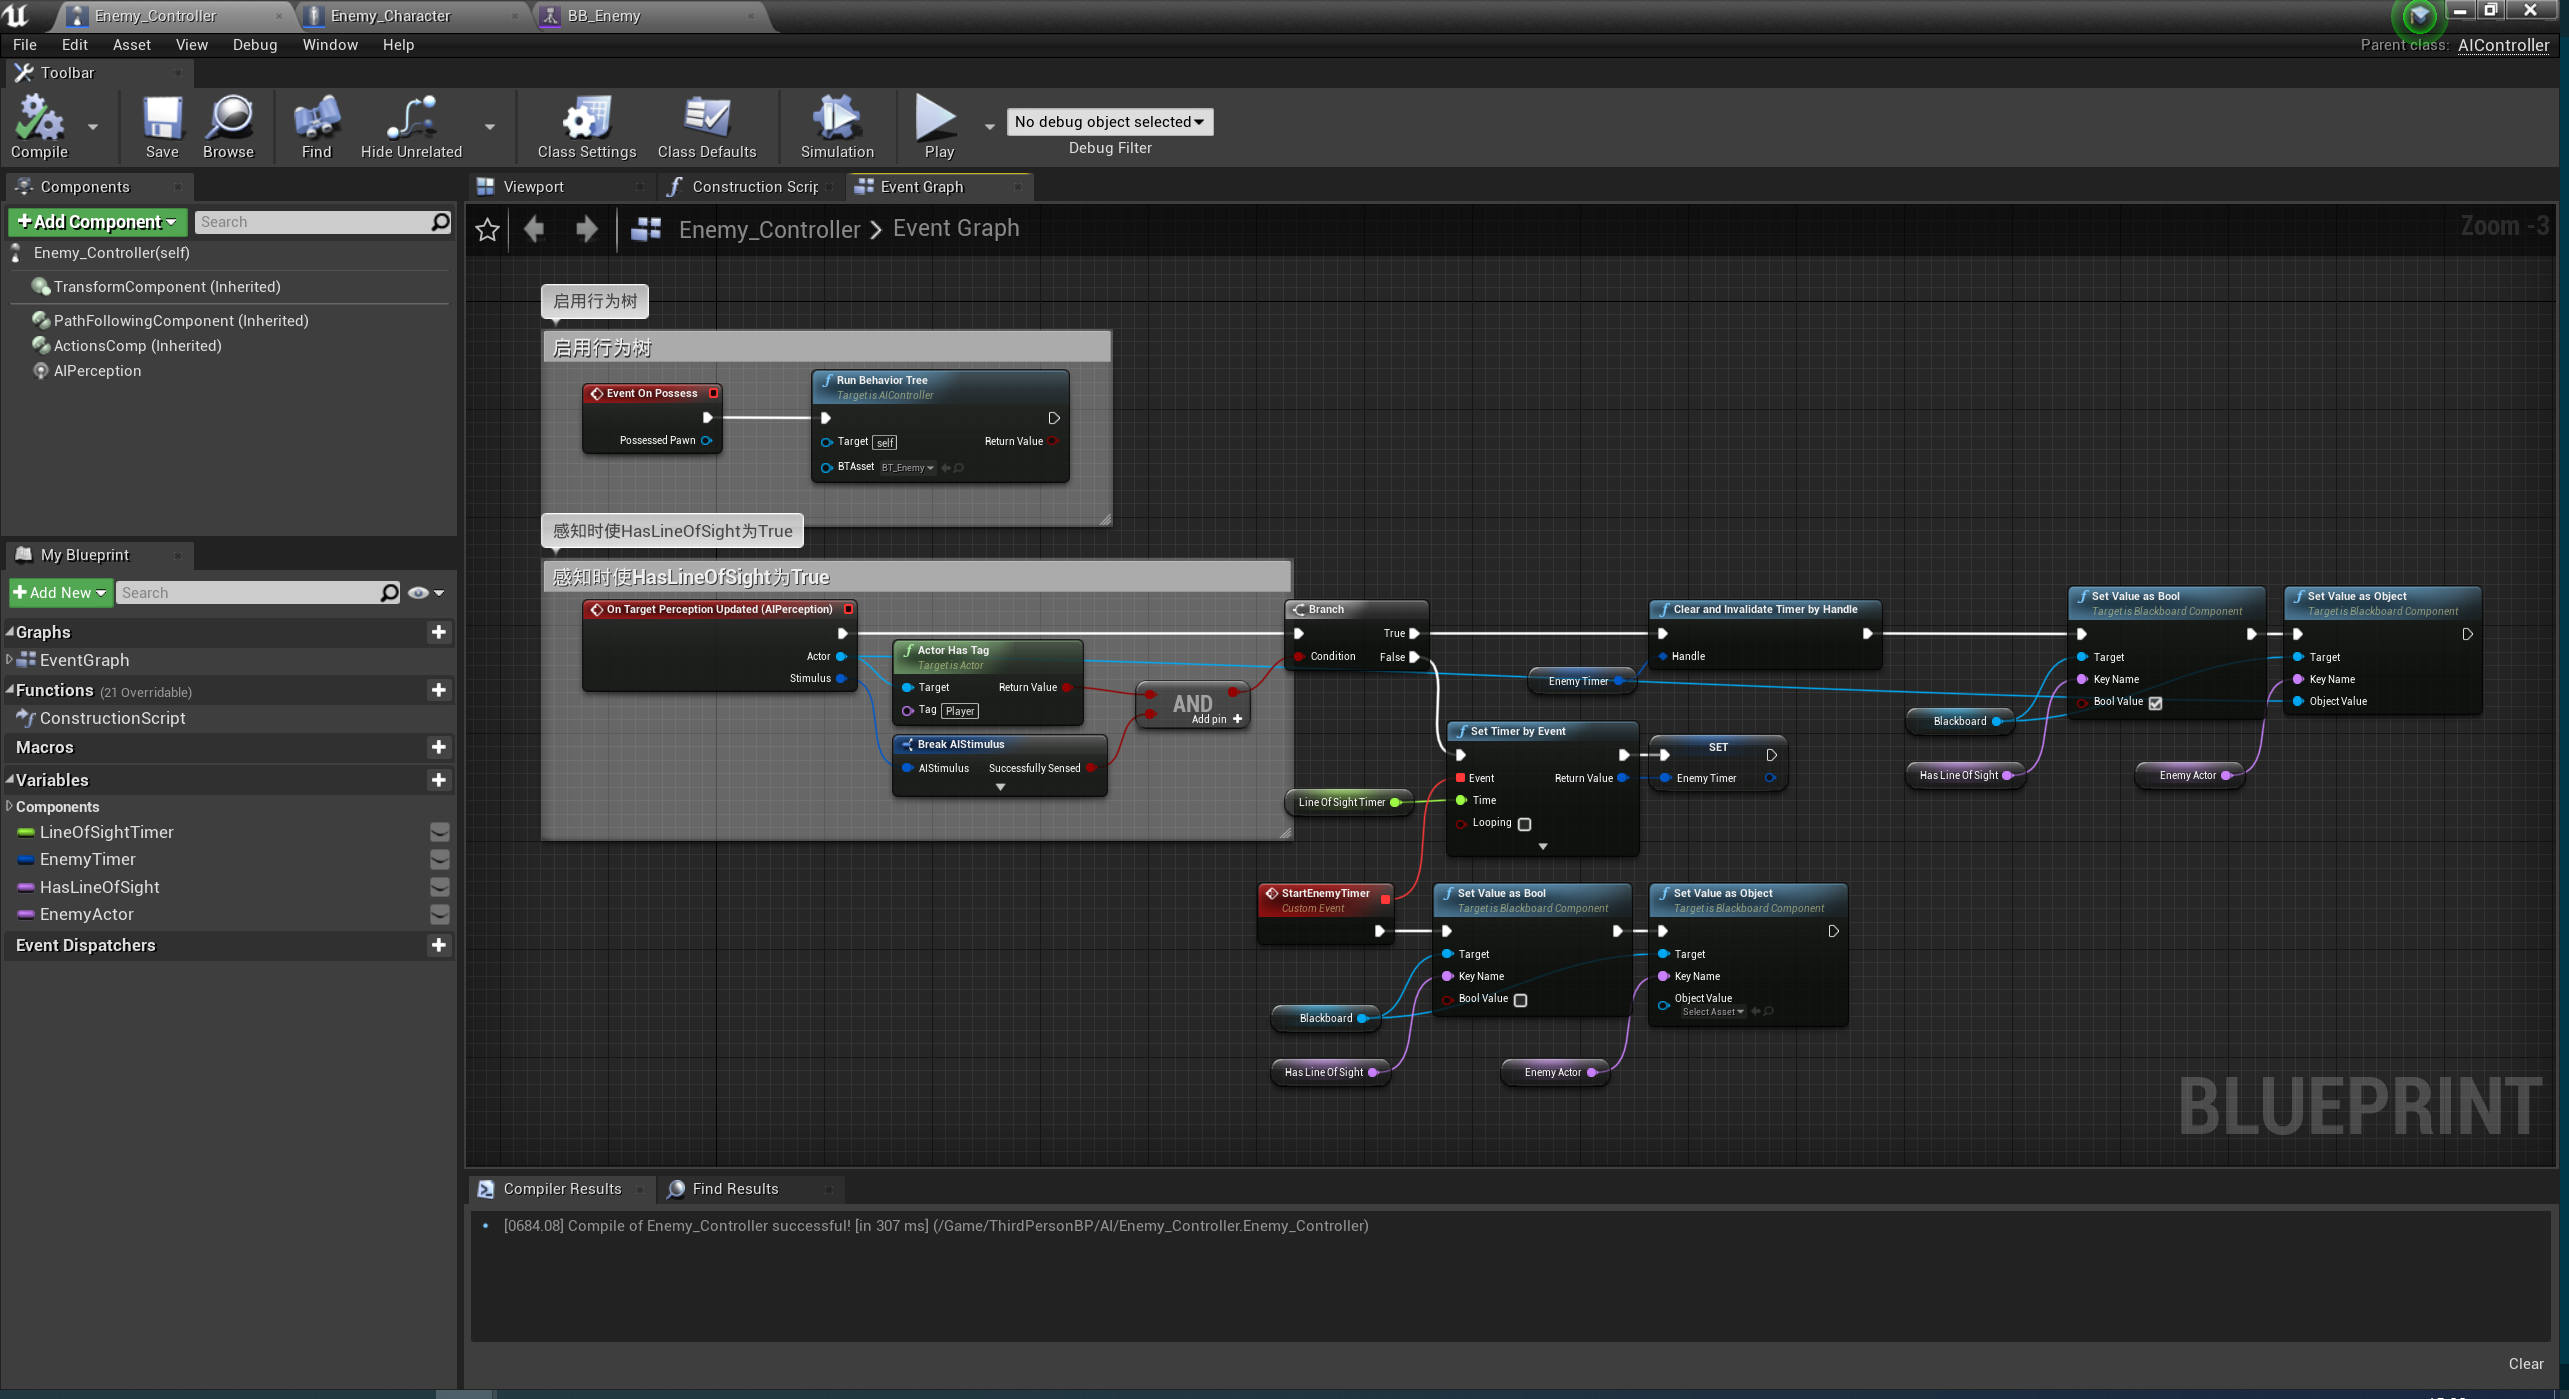 Enemy_Controller
Enemy_Character
BB_Enemy
File Edit Asset View Debug Window Help
Parent class: AIController
Toolbar
Compile
Save
Browse
Find
Hide Unrelated
Class Settings
Class Defaults
Simulation
Play
No debug object selected
Debug Filter
Components
Add Component
Search
Enemy_Controller(self)
TransformComponent (Inherited)
PathFollowingComponent (Inherited)
ActionsComp (Inherited)
AIPerception
My Blueprint
Add New
Search
Graphs
EventGraph
Functions (21 Overridable)
ConstructionScript
Macros
Variables
Components
LineOfSightTimer
EnemyTimer
HasLineOfSight
EnemyActor
Event Dispatchers
Viewport
Construction Scrip
Event Graph
Enemy_Controller > Event Graph
Zoom -3
启用行为树
启用行为树
Event On Possess
Possessed Pawn
Run Behavior Tree
Target is AIController
Target self
Return Value
BTAsset BT_Enemy
感知时使HasLineOfSight为True
感知时使HasLineOfSight为True
On Target Perception Updated (AIPerception)
Actor
Stimulus
Actor Has Tag
Target is Actor
Target
Return Value
Tag Player
Break AIStimulus
AIStimulus
Successfully Sensed
AND
Add pin
Branch
True
Condition
False
Clear and Invalidate Timer by Handle
Handle
Enemy Timer
Set Value as Bool
Target is Blackboard Component
Target
Key Name
Bool Value
Set Value as Object
Target is Blackboard Component
Target
Key Name
Object Value
Blackboard
Has Line Of Sight
Enemy Actor
Set Timer by Event
Event
Return Value
Time
Looping
SET
Enemy Timer
Line Of Sight Timer
StartEnemyTimer
Custom Event
Set Value as Bool
Target is Blackboard Component
Target
Key Name
Bool Value
Set Value as Object
Target is Blackboard Component
Target
Key Name
Object Value
Select Asset
Blackboard
Has Line Of Sight
Enemy Actor
BLUEPRINT
Compiler Results
Find Results
[0684.08] Compile of Enemy_Controller successful! [in 307 ms] (/Game/ThirdPersonBP/AI/Enemy_Controller.Enemy_Controller)
Clear